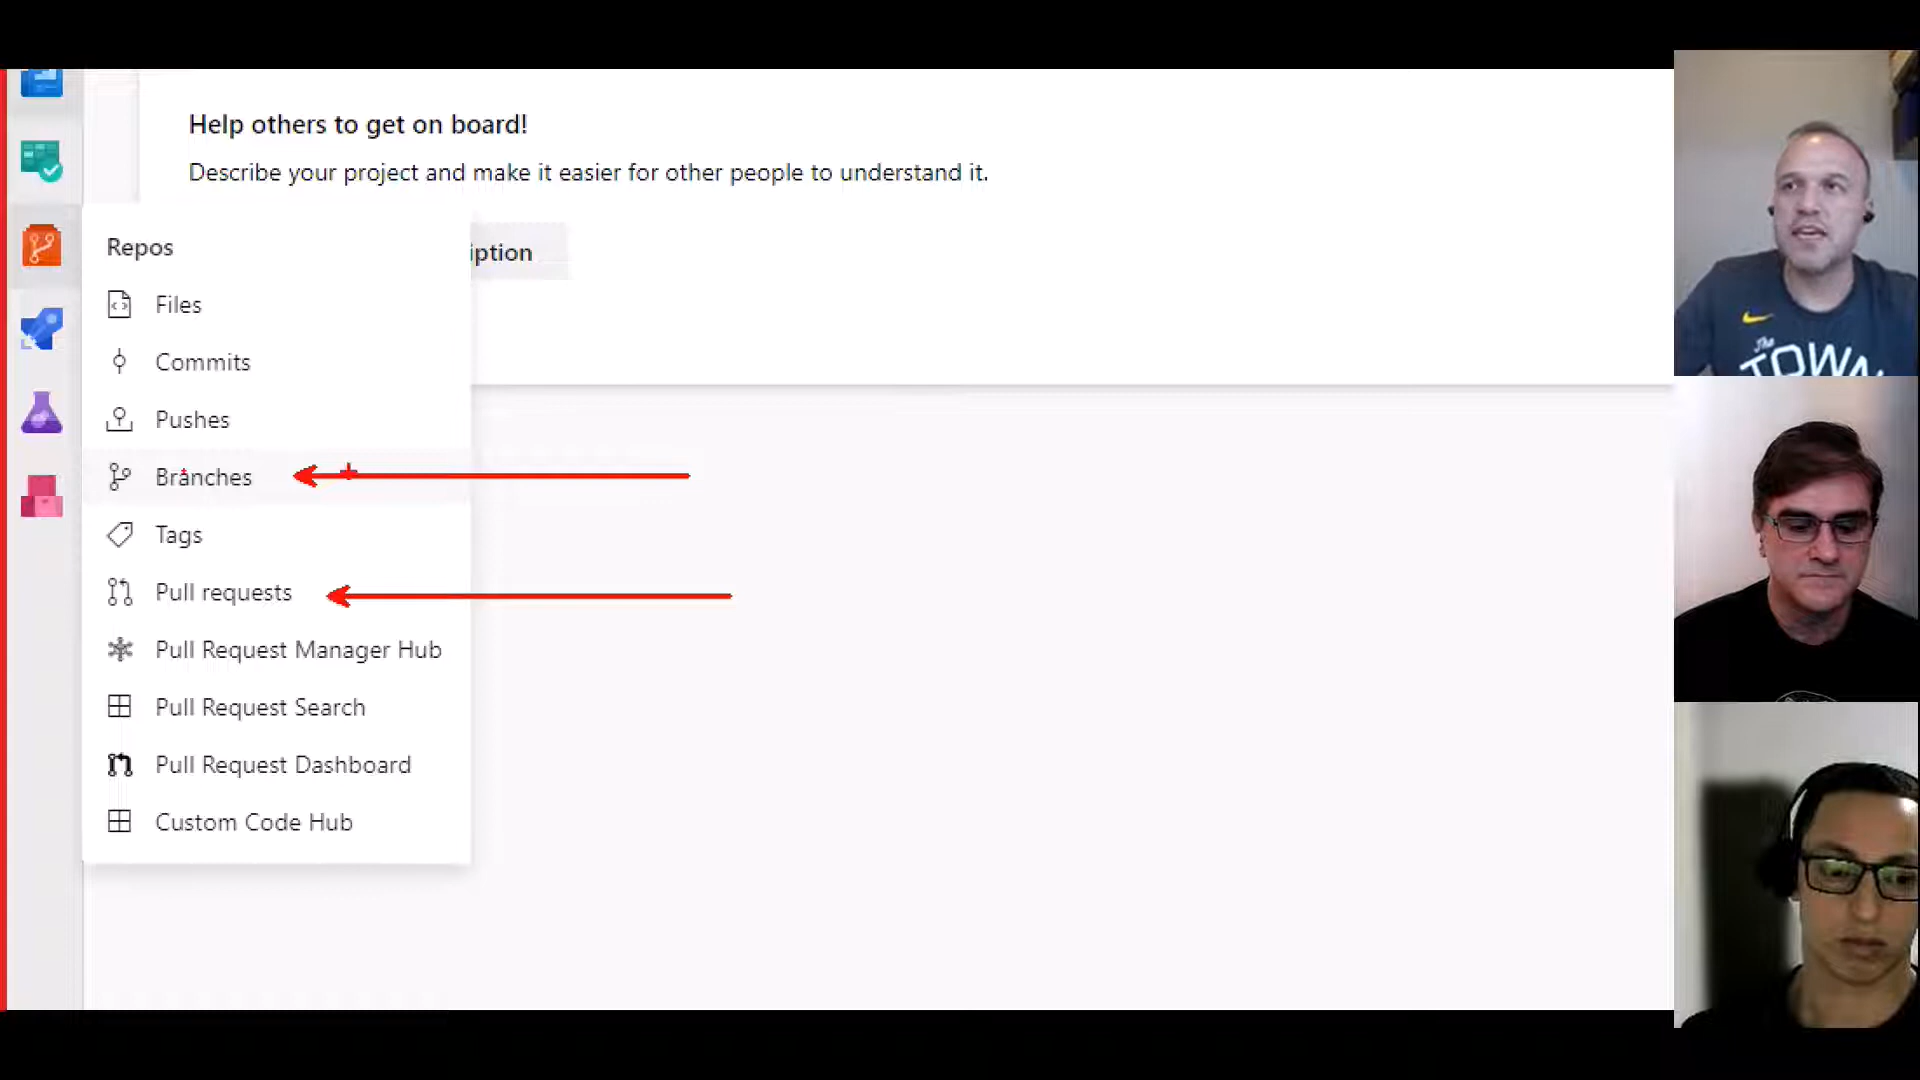 Help others to get on board!
Describe your project and make it easier for other people to understand it.
Repos
iption
Files
Commits
Pushes
Branches
Tags
Pull requests
Pull Request Manager Hub
Pull Request Search
Pull Request Dashboard
Custom Code Hub
The
TOWN